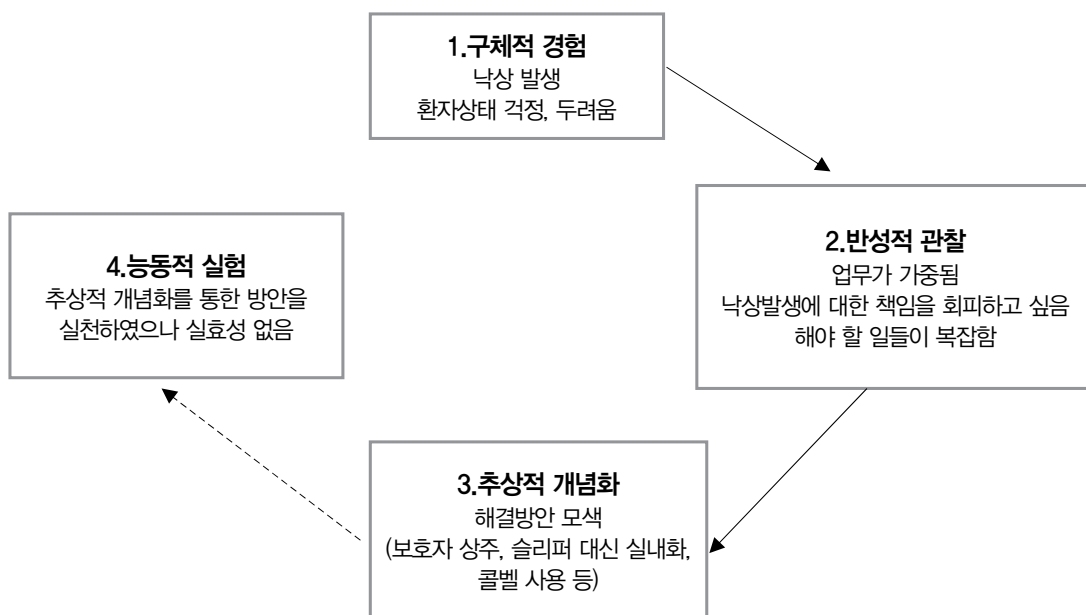 1.구체적 경험
낙상 발생
환자상태 걱정, 두려움
2.반성적 관찰
업무가 가중됨
낙상발생에 대한 책임을 회피하고 싶음
해야 할 일들이 복잡함
3.추상적 개념화
해결방안 모색
(보호자 상주, 슬리퍼 대신 실내화,
콜벨 사용 등)
4.능동적 실험
추상적 개념화를 통한 방안을
실천하였으나 실효성 없음